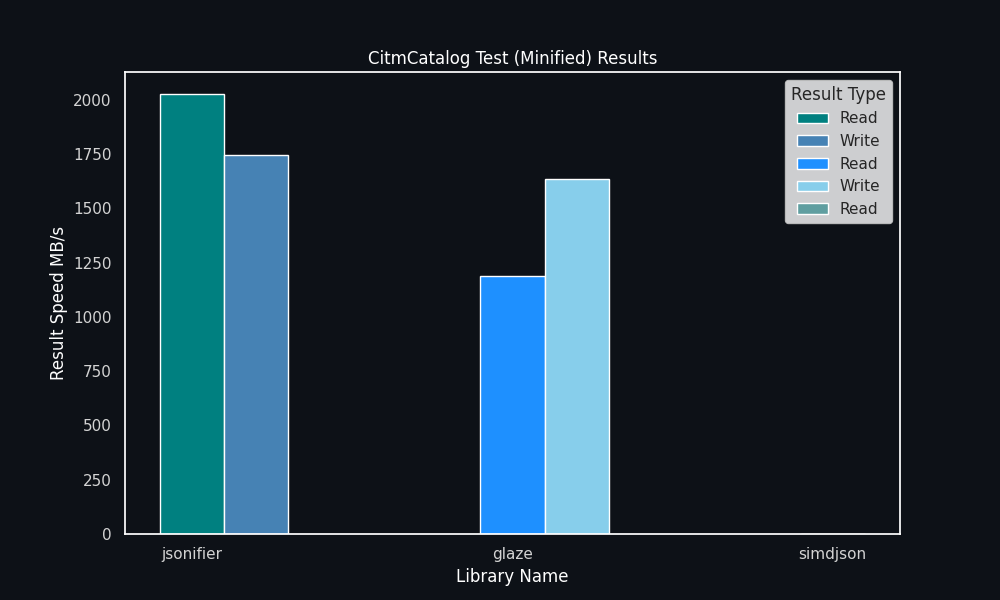 CitmCatalog Test (Minified) Results
Result Type
Read
Write
Read
Write
Read
2000
1750
1500
1250
1000
750
500
250
0
Result Speed MB/s
jsonifier glaze simdjson
Library Name